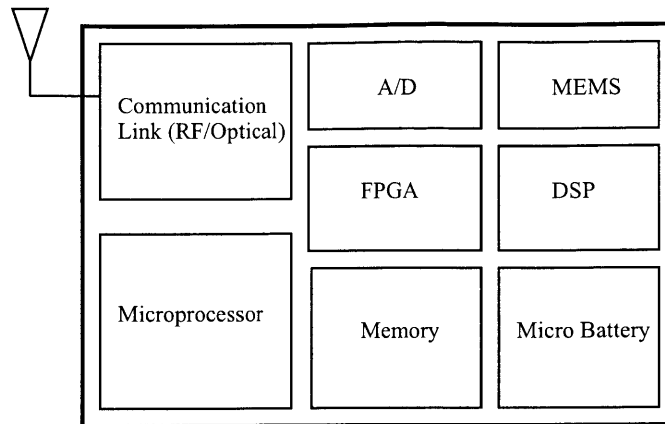 Communication
Link (RF/Optical)
A/D
MEMS
FPGA
DSP
Microprocessor
Memory
Micro Battery